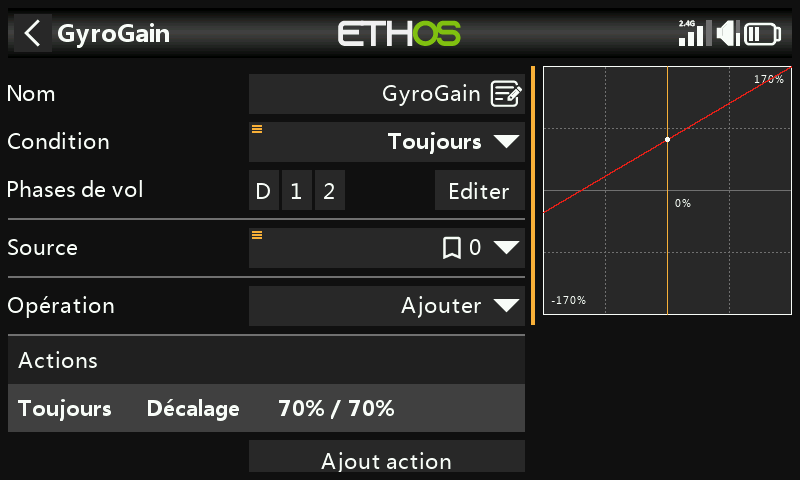 GyroGain
ETHOS
2.4G
Nom
GyroGain
Condition
Toujours
Phases de vol
D 1 2
Editer
Source
0
Opération
Ajouter
Actions
Toujours Décalage 70% / 70%
Ajout action
170%
0%
-170%